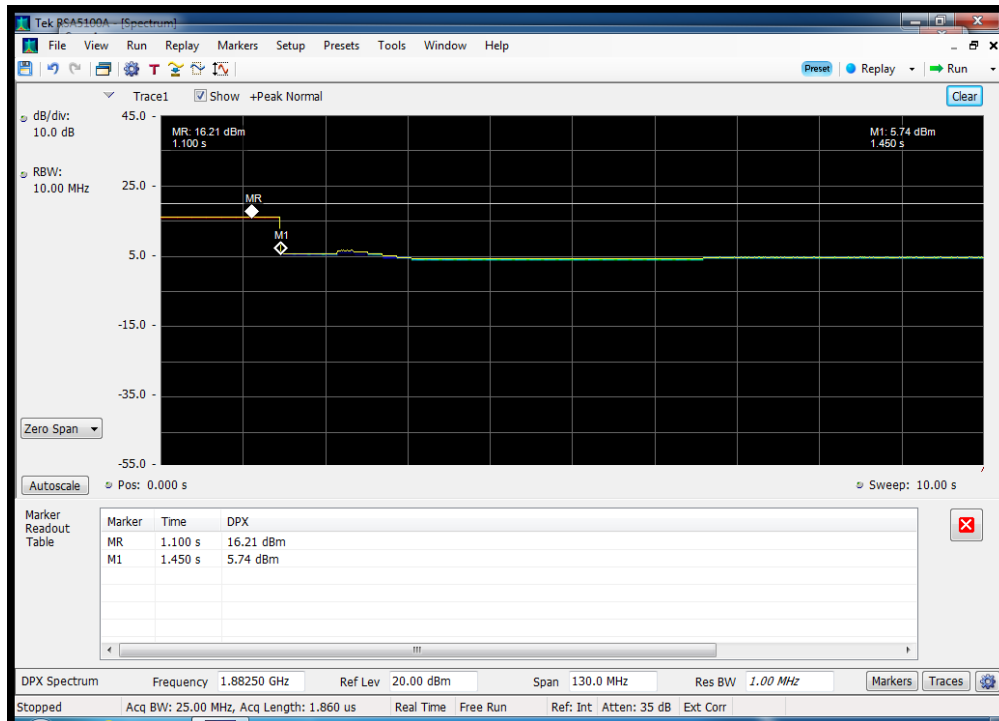 Tek RSA5100A - [Spectrum]
File View Run Replay Markers Setup Presets Tools Window Help
T
Preset Replay Run
Trace1 Show +Peak Normal Clear
dB/div:
10.0 dB
RBW:
10.00 MHz
45.0
25.0
5.0
-15.0
-35.0
-55.0
MR: 16.21 dBm
1.100 s
M1: 5.74 dBm
1.450 s
MR
M1
Zero Span
Autoscale Pos: 0.000 s Sweep: 10.00 s
Marker
Readout
Table
Marker Time DPX
MR 1.100 s 16.21 dBm
M1 1.450 s 5.74 dBm
DPX Spectrum Frequency 1.88250 GHz Ref Lev 20.00 dBm Span 130.0 MHz Res BW 1.00 MHz Markers Traces
Stopped Acq BW: 25.00 MHz, Acq Length: 1.860 us Real Time Free Run Ref: Int Atten: 35 dB Ext Corr